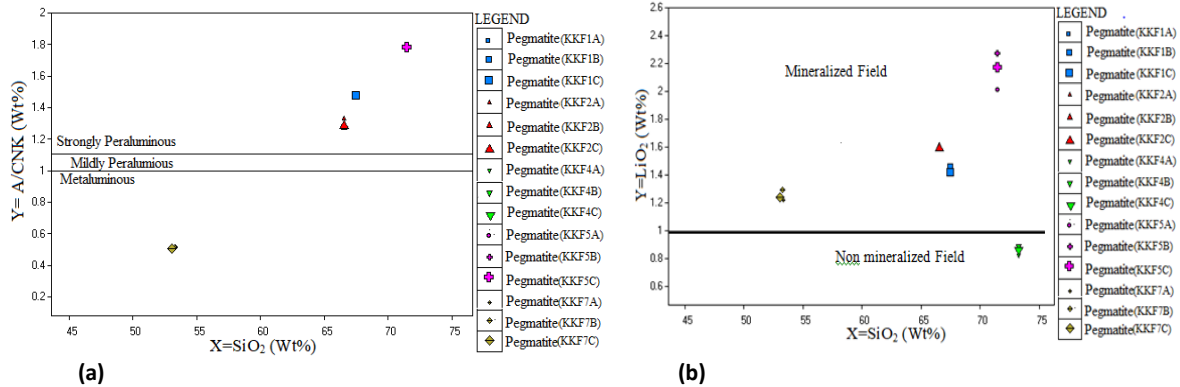 2
1.8
1.6
1.4
1.2
1
0.8
0.6
0.4
0.2
Y= A/CNK (Wt%)
Strongly Peraluminous
Mildly Peralumious
Metaluminous
45
50
55
60
65
70
75
X=SiO2 (Wt%)
LEGEND
Pegmatite(KKF1A)
Pegmatite(KKF1B)
Pegmatite(KKF1C)
Pegmatite(KKF2A)
Pegmatite(KKF2B)
Pegmatite(KKF2C)
Pegmatite(KKF4A)
Pegmatite(KKF4B)
Pegmatite(KKF4C)
Pegmatite(KKF5A)
Pegmatite(KKF5B)
Pegmatite(KKF5C)
Pegmatite(KKF7A)
Pegmatite(KKF7B)
Pegmatite(KKF7C)
(a)
2.6
2.4
2.2
2
1.8
1.6
1.4
1.2
1
0.8
0.6
Y=LiO2 (Wt%)
Mineralized Field
Non mineralized Field
45
50
55
60
65
70
75
X=SiO2 (Wt%)
LEGEND
Pegmatite(KKF1A)
Pegmatite(KKF1B)
Pegmatite(KKF1C)
Pegmatite(KKF2A)
Pegmatite(KKF2B)
Pegmatite(KKF2C)
Pegmatite(KKF4A)
Pegmatite(KKF4B)
Pegmatite(KKF4C)
Pegmatite(KKF5A)
Pegmatite(KKF5B)
Pegmatite(KKF5C)
Pegmatite(KKF7A)
Pegmatite(KKF7B)
Pegmatite(KKF7C)
(b)